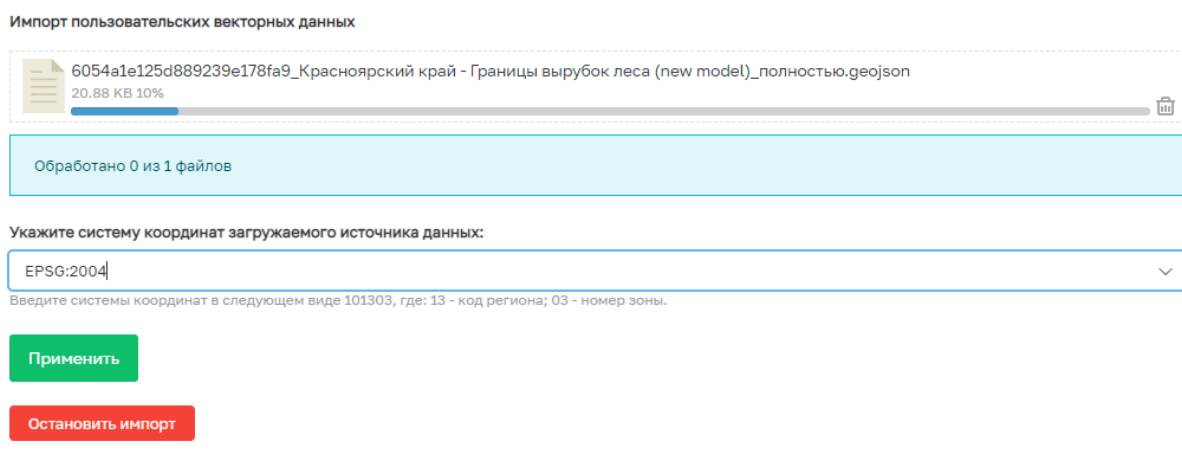 Импорт пользовательских векторных данных
6054a1e125d889239e178fa9_Красноярский край - Границы вырубок леса (new model)_полностью.geojson
20.88 KB 10%
Обработано 0 из 1 файлов
Укажите систему координат загружаемого источника данных:
EPSG:2004
Введите системы координат в следующем виде 101303, где: 13 - код региона; 03 - номер зоны.
Применить
Остановить импорт